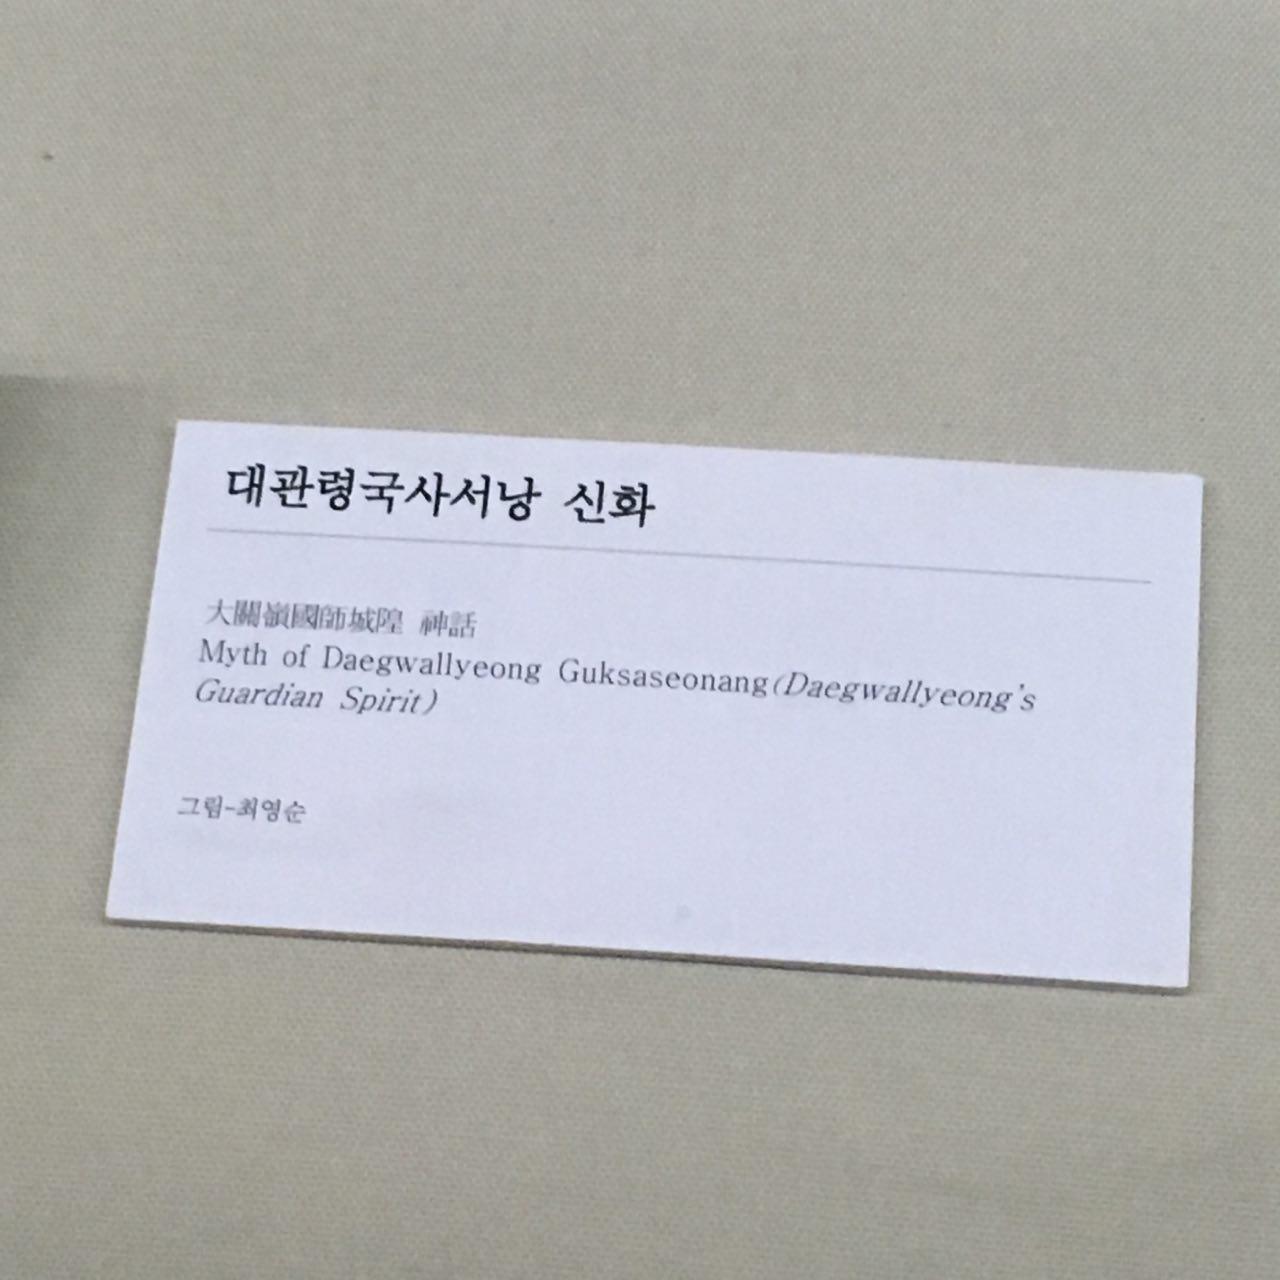 대관령국사서낭 신화
大關嶺國師城隍 神話
Myth of Daegwallyeong Guksaseonang(Daegwallyeong's
Guardian Spirit)
그림-최영순